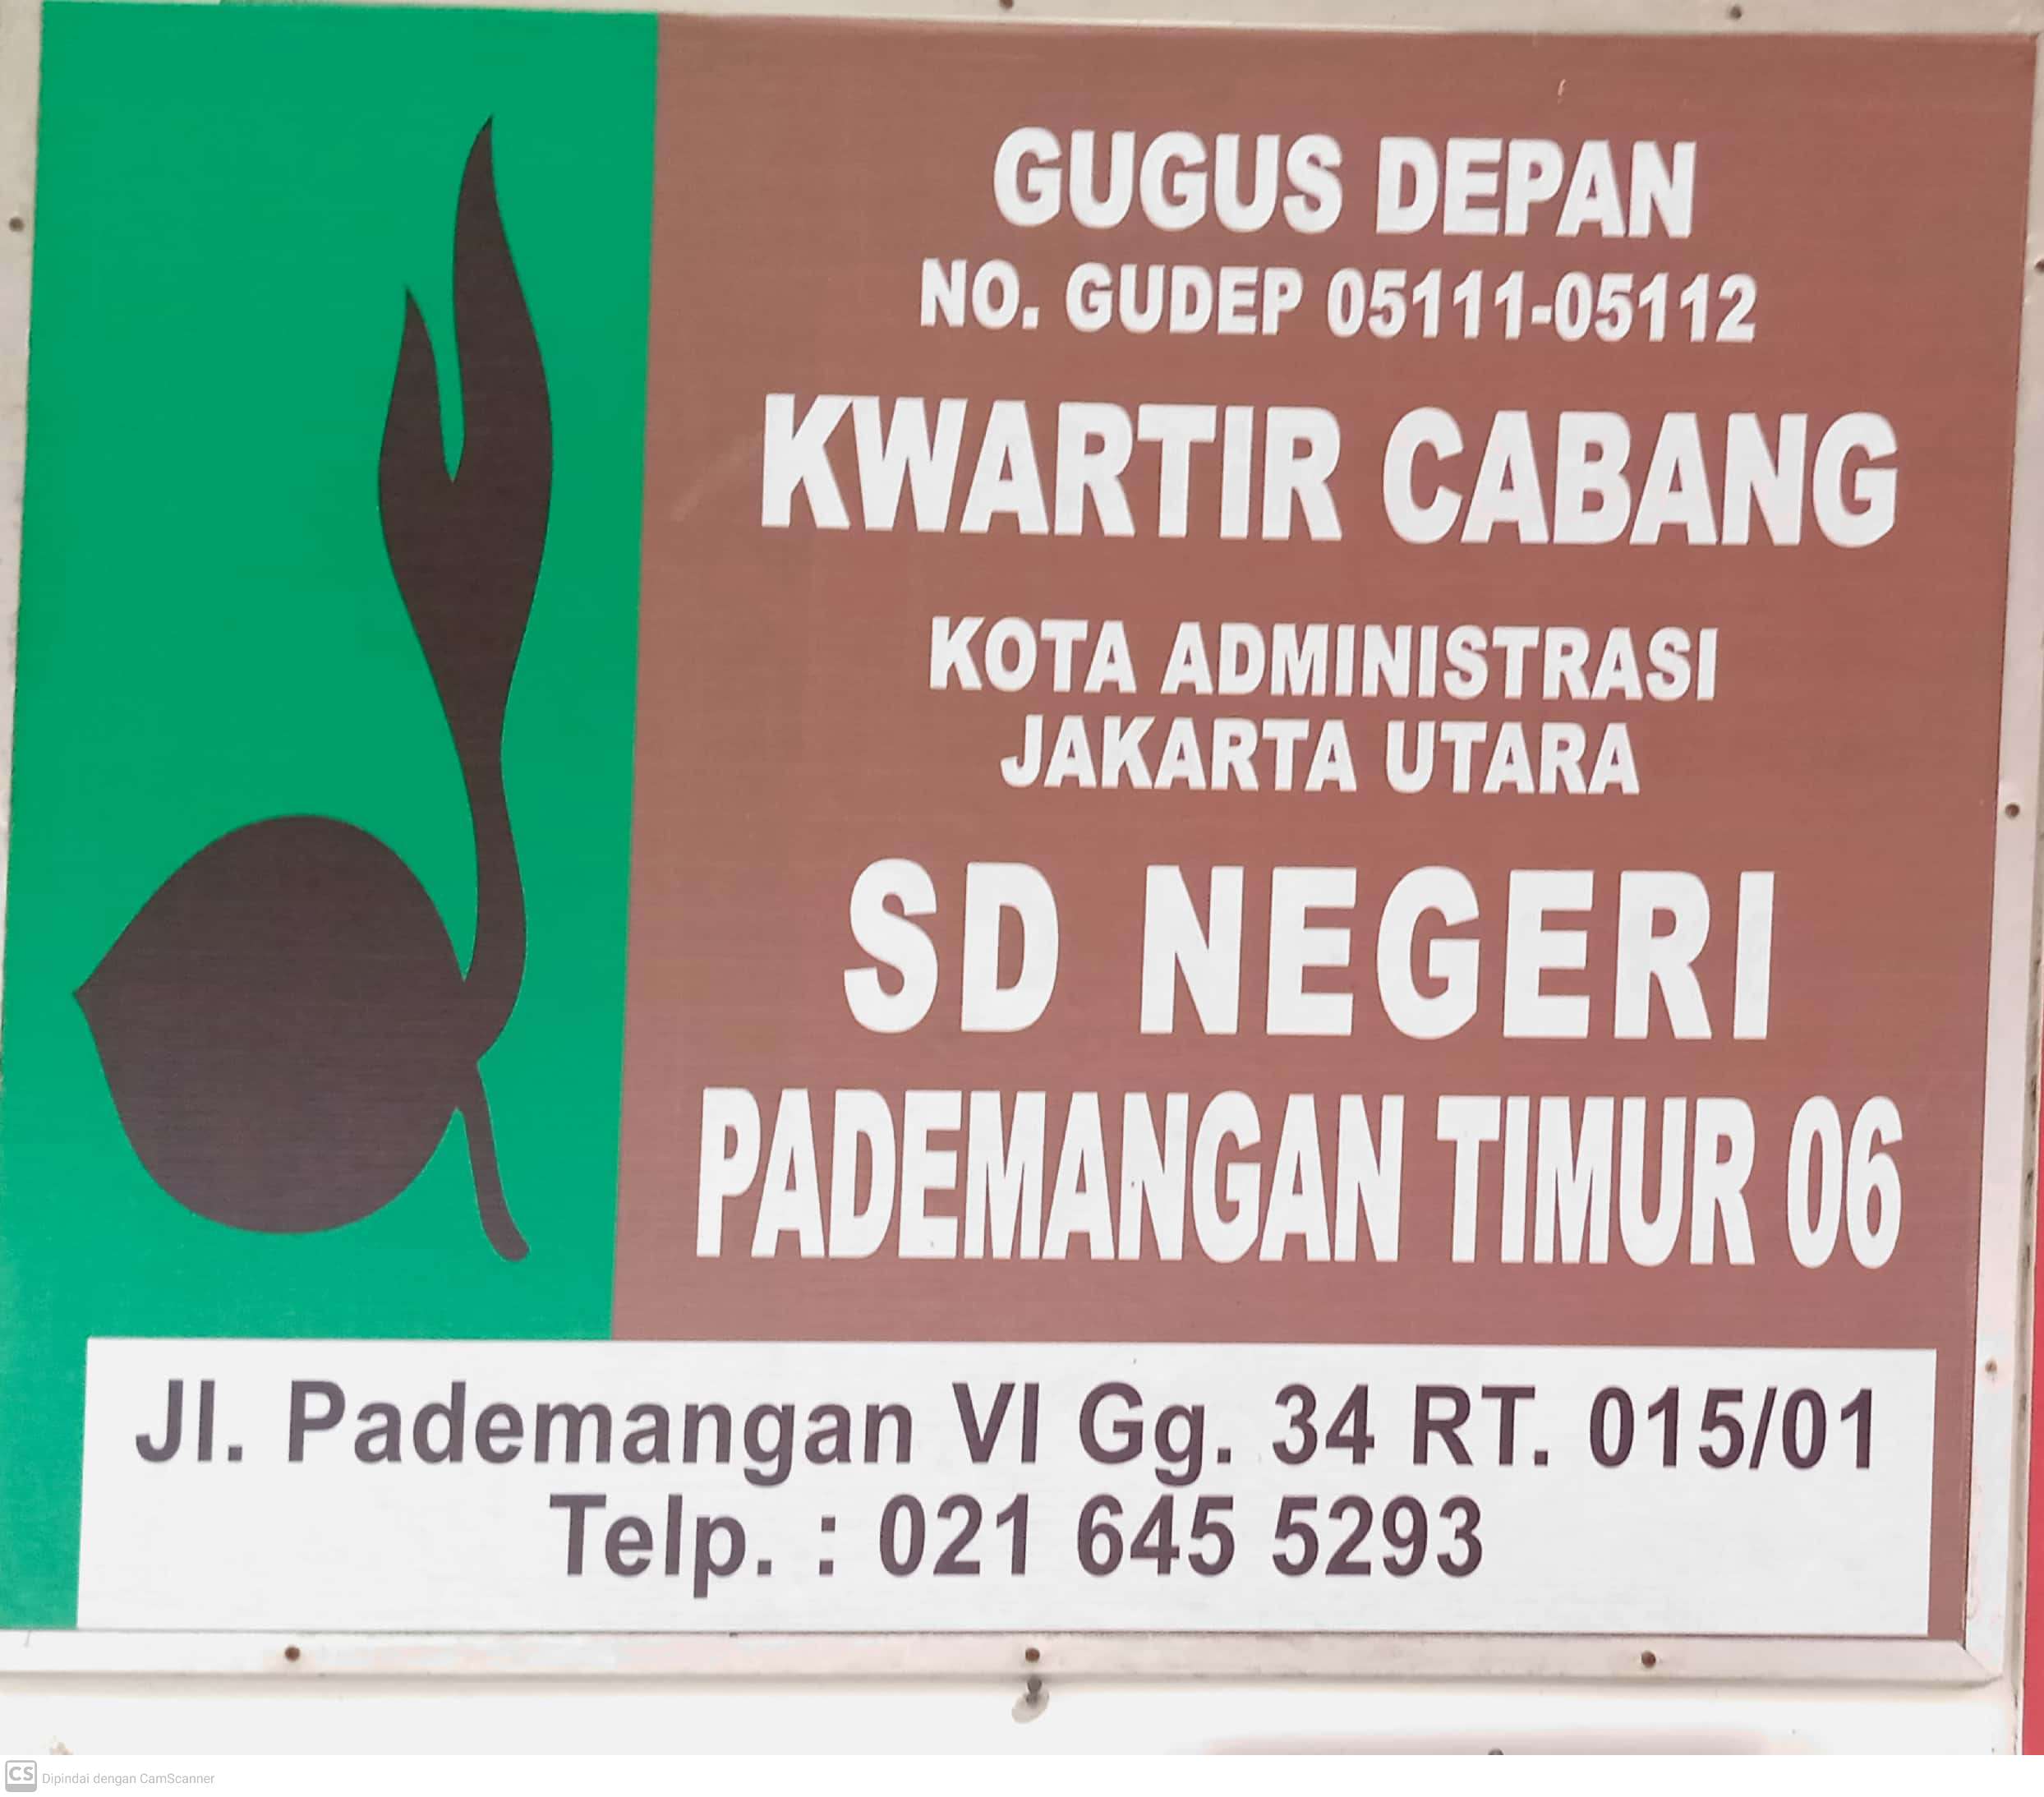 GUGUS DEPAN
NO. GUDEP 05111-05112
KWARTIR CABANG
KOTA ADMINISTRASI
JAKARTA UTARA
SD NEGERI
PADEMANGAN TIMUR 06
Jl. Pademangan VI Gg. 34 RT. 015/01
Telp. : 021 645 5293
CS Dipindai dengan CamScanner